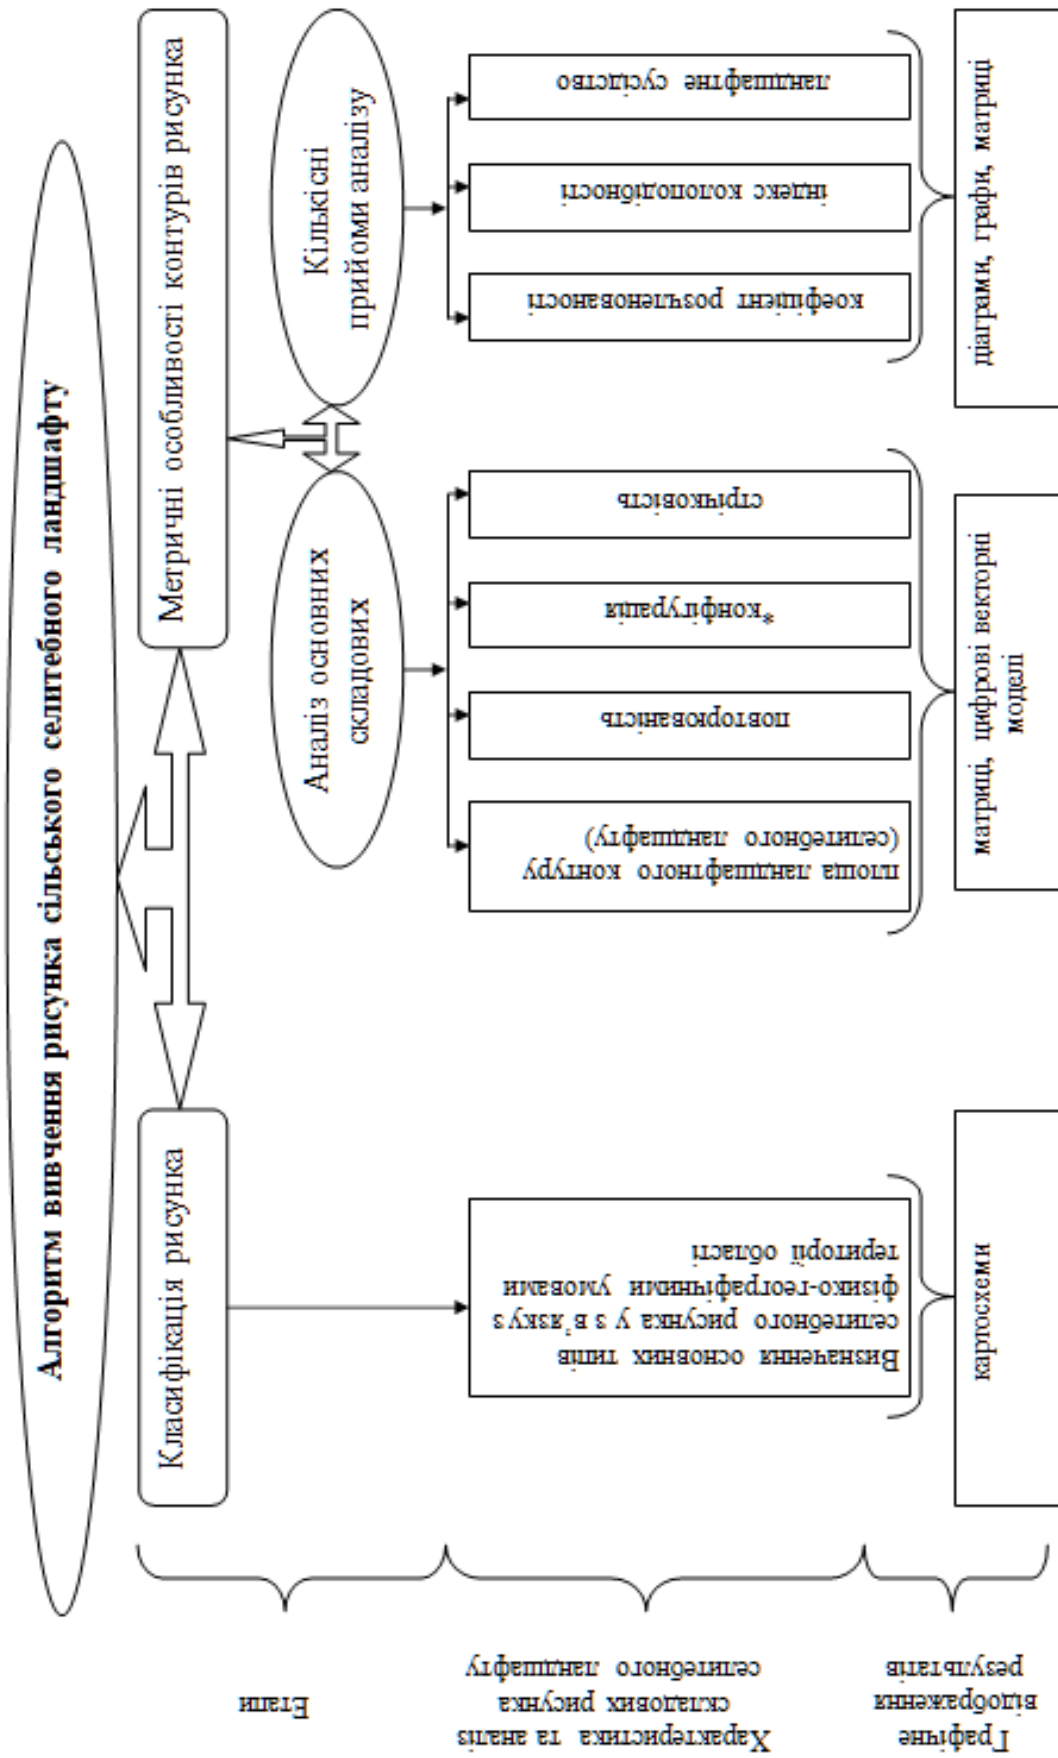 Алгоритм вивчення рисунка сільського селитебного ландшафту
Етапи
Класифікація рисунка
Метричні особливості контурів рисунка
Аналіз основних
складових
Кількісні
прийоми аналізу
Характеристика та аналіз
складових рисунка
селитебного ландшафту
Визначення основних типів
селитебного рисунка у з в'язку з
фізико-географічними умовами
території області
площа ландшафтного контуру
(селитебного ландшафту)
повторюваність
*конфігурація
стрічковість
коефіцієнт розчленованості
індекс колоподібності
ландшафтне сусідство
Графічне
відображення
результатів
картосхеми
матриці, цифрові векторні
моделі
діаграми, графи, матриці